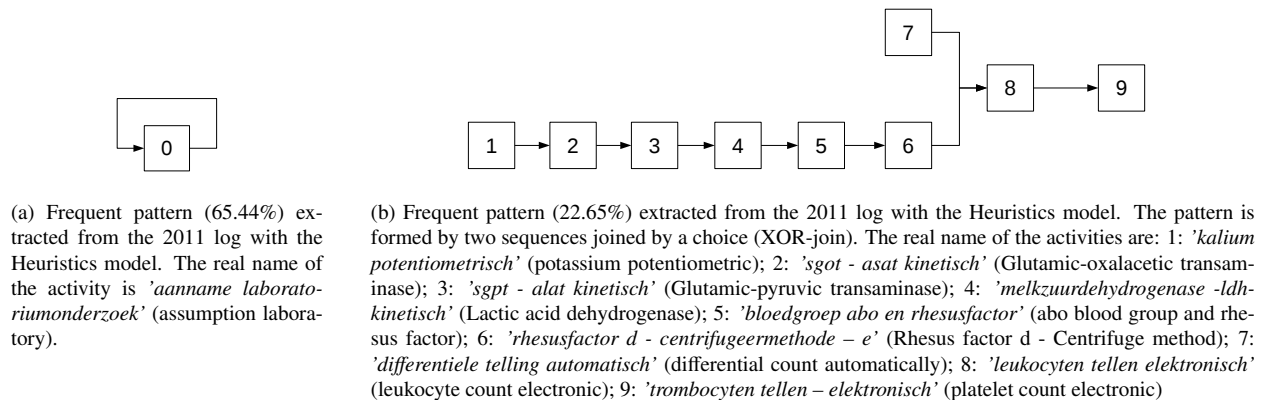 7
8
9
0
1
2
3
4
5
6
(a) Frequent pattern (65.44%) ex-
tracted from the 2011 log with the
Heuristics model. The real name of
the activity is 'aanname laborato-
riumonderzoek' (assumption labora-
tory).
(b) Frequent pattern (22.65%) extracted from the 2011 log with the Heuristics model. The pattern is
formed by two sequences joined by a choice (XOR-join). The real name of the activities are: 1: 'kalium
potentiometrisch' (potassium potentiometric); 2: 'sgot - asat kinetisch' (Glutamic-oxalacetic transam-
inase); 3: 'sgpt - alat kinetisch' (Glutamic-pyruvic transaminase); 4: 'melkzuurdehydrogenase -ldh-
kinetisch' (Lactic acid dehydrogenase); 5: 'bloedgroep abo en rhesusfactor' (abo blood group and rhe-
sus factor); 6: 'rhesusfactor d - centrifugeermethode – e' (Rhesus factor d - Centrifuge method); 7:
'differentiele telling automatisch' (differential count automatically); 8: 'leukocyten tellen elektronisch'
(leukocyte count electronic); 9: 'trombocyten tellen – elektronisch' (platelet count electronic)